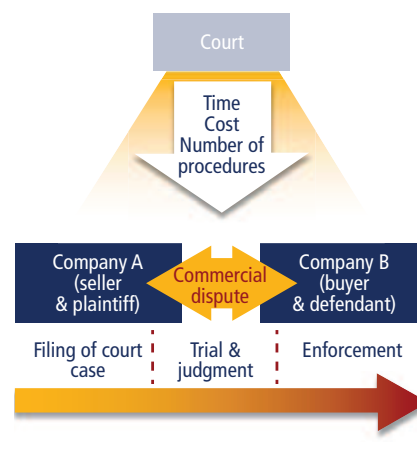 Court
Time
Cost
Number of
procedures
Company A
(seller
& plaintiff)
Commercial
dispute
Company B
(buyer
& defendant)
Filing of court
case
Trial &
judgment
Enforcement